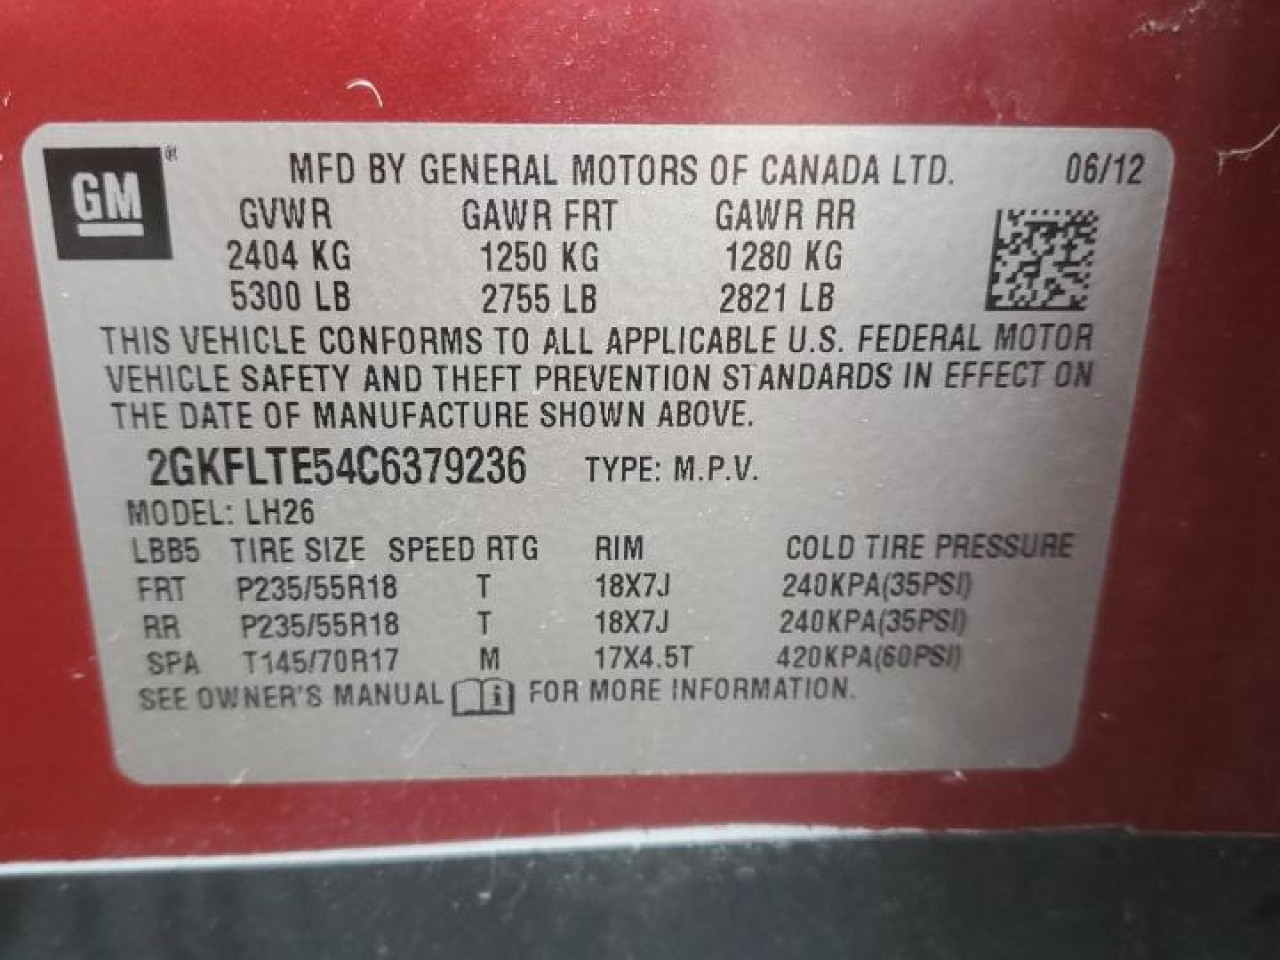 GM ®
MFD BY GENERAL MOTORS OF CANADA LTD. 06/12
GVWR GAWR FRT GAWR RR
2404 KG 1250 KG 1280 KG
5300 LB 2755 LB 2821 LB
THIS VEHICLE CONFORMS TO ALL APPLICABLE U.S. FEDERAL MOTOR
VEHICLE SAFETY AND THEFT PREVENTION STANDARDS IN EFFECT ON
THE DATE OF MANUFACTURE SHOWN ABOVE.
2GKFLTE54C6379236 TYPE: M.P.V.
MODEL: LH26
LBB5 TIRE SIZE SPEED RTG RIM COLD TIRE PRESSURE
FRT P235/55R18 T 18X7J 240KPA(35PSI)
RR P235/55R18 T 18X7J 240KPA(35PSI)
SPA T145/70R17 M 17X4.5T 420KPA(60PSI)
SEE OWNER'S MANUAL i FOR MORE INFORMATION.